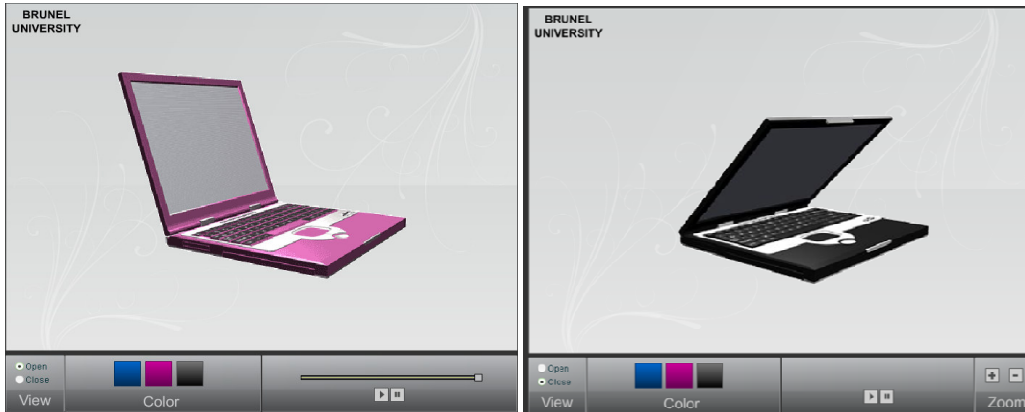 BRUNEL
UNIVERSITY
Open
Close
View
Color
BRUNEL
UNIVERSITY
Open
Close
View
Color
Zoom